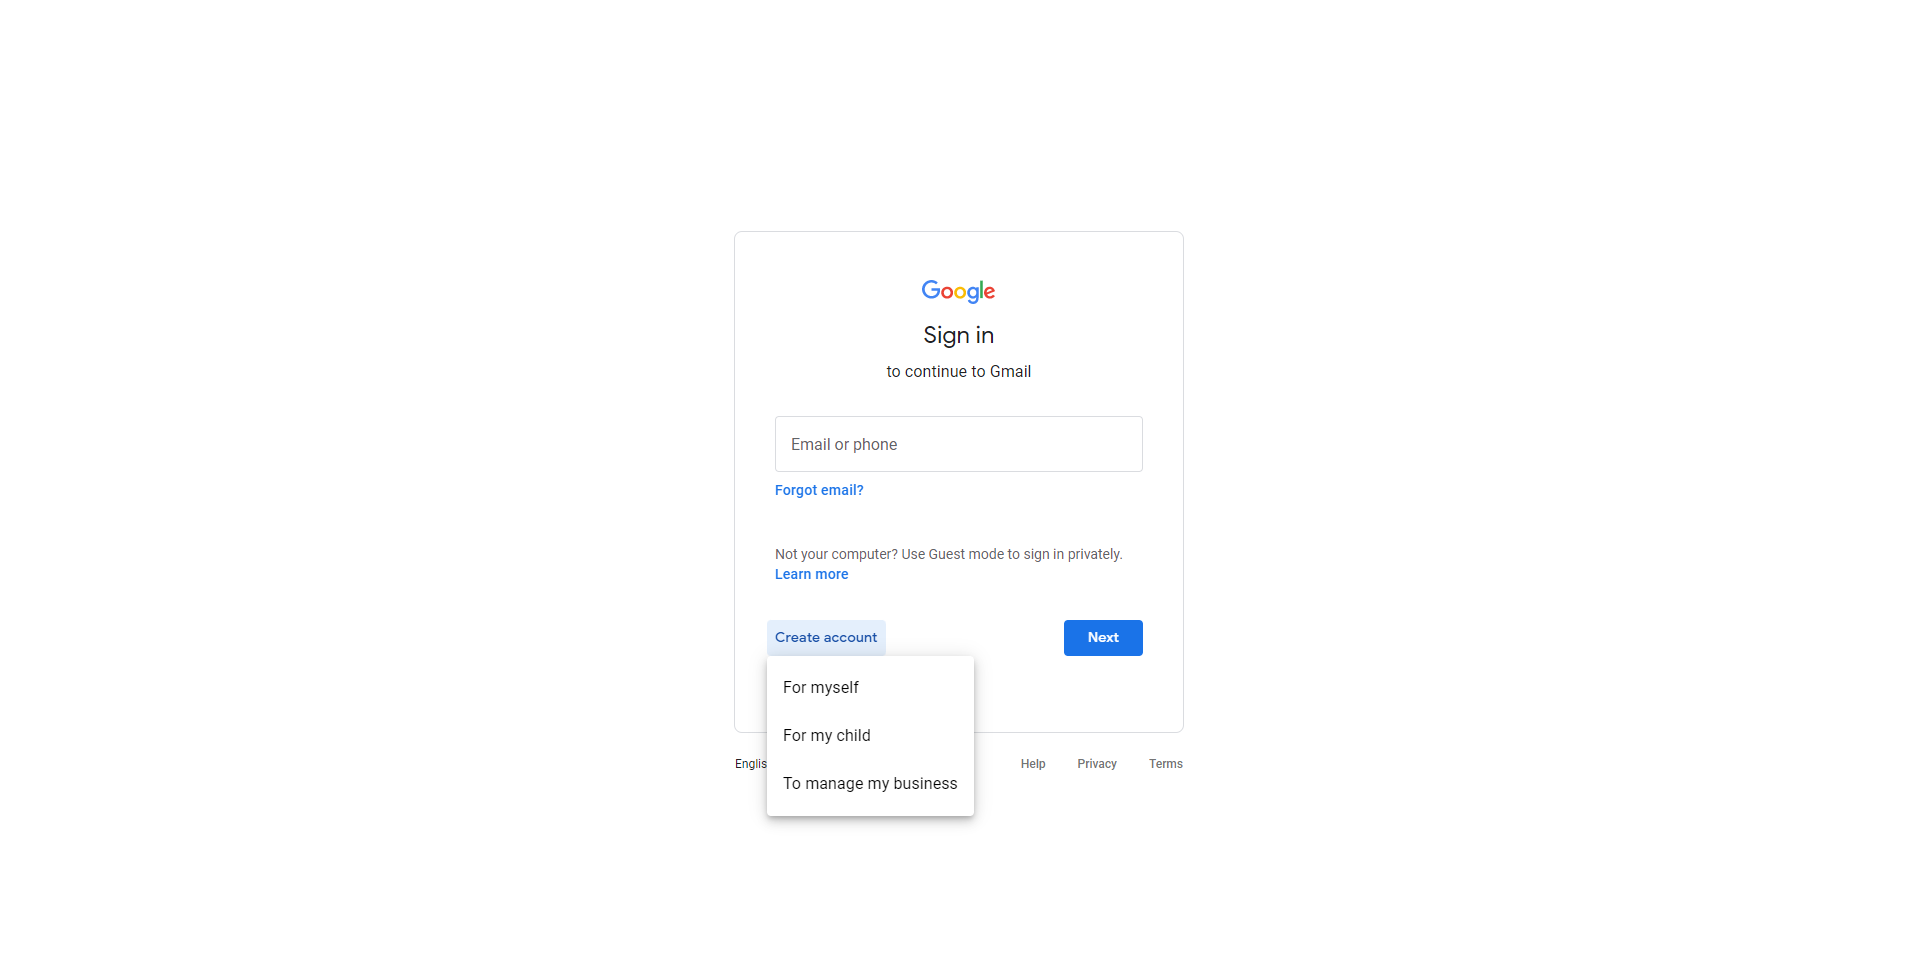 Google
Sign in
to continue to Gmail
Email or phone
Forgot email?
Not your computer? Use Guest mode to sign in privately.
Learn more
Create account
Next
For myself
For my child
To manage my business
Englis
Help
Privacy
Terms